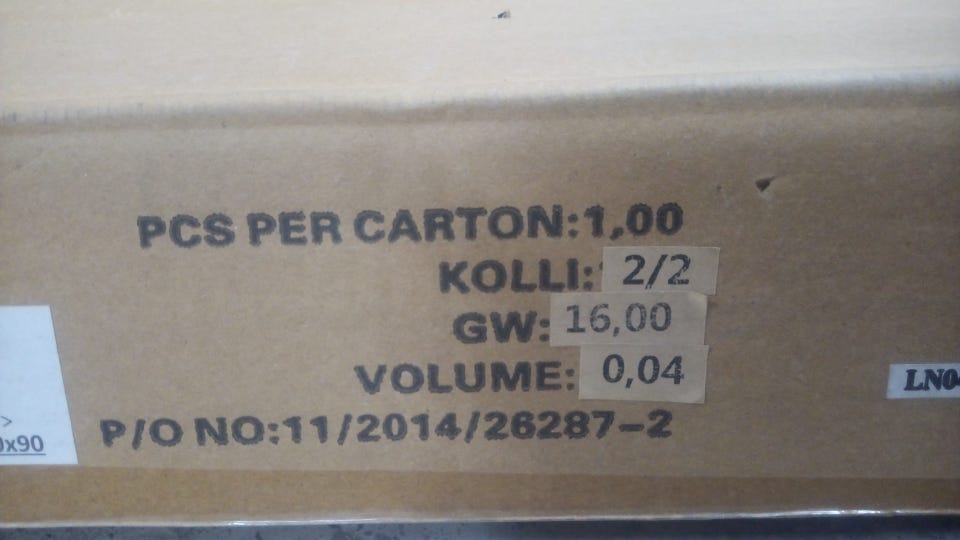 PCS PER CARTON:1,00
KOLLI: 2/2
GW: 16,00
VOLUME: 0,04
P/O NO:11/2014/26287-2
>
x90